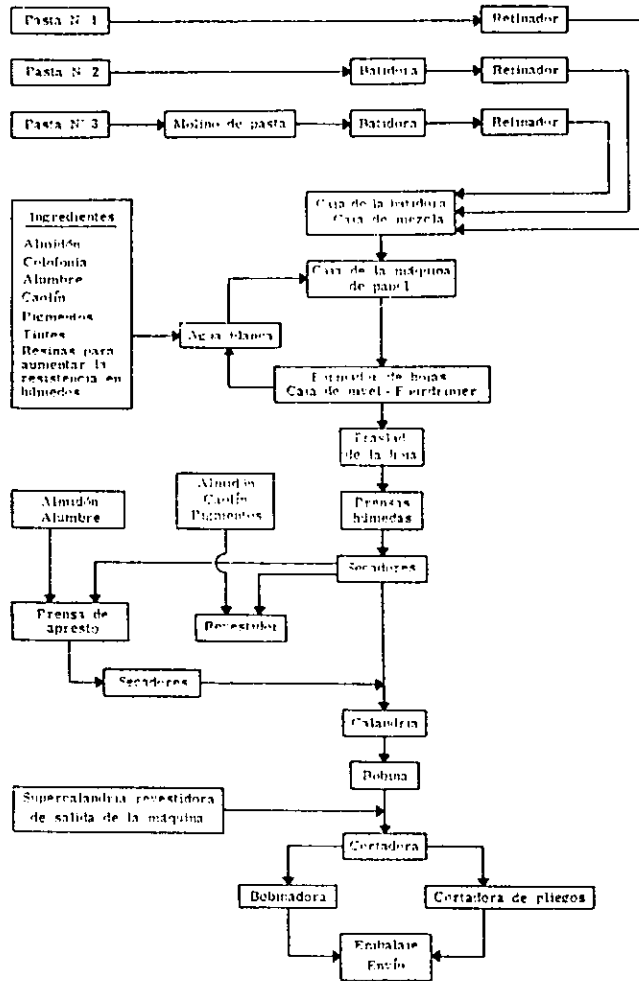 Pasta Nº 1
Refinador
Pasta Nº 2
Batidora
Refinador
Pasta Nº 3
Molino de pasta
Batidora
Refinador
Caja de la batidora
Caja de mezcla
Ingredientes
Almidón
Colofonia
Alumbre
Caolín
Pigmentos
Tintes
Resinas para
aumentar la
resistencia en
húmedos
Caja de la máquina
de papel
Agua blanca
Formador de hojas
Caja de nivel - Fourdrinier
de la hoja
Almidón
Alumbre
Almidón
Caolín
Pigmentos
Prensas
húmedas
Secadores
Prensa de
apresto
Revestidor
Secadores
Calandria
Bobina
Supercalandria revestidora
de salida de la máquina
Cortadora
Bobinadora
Cortadora de pliegos
Embalaje
Envío